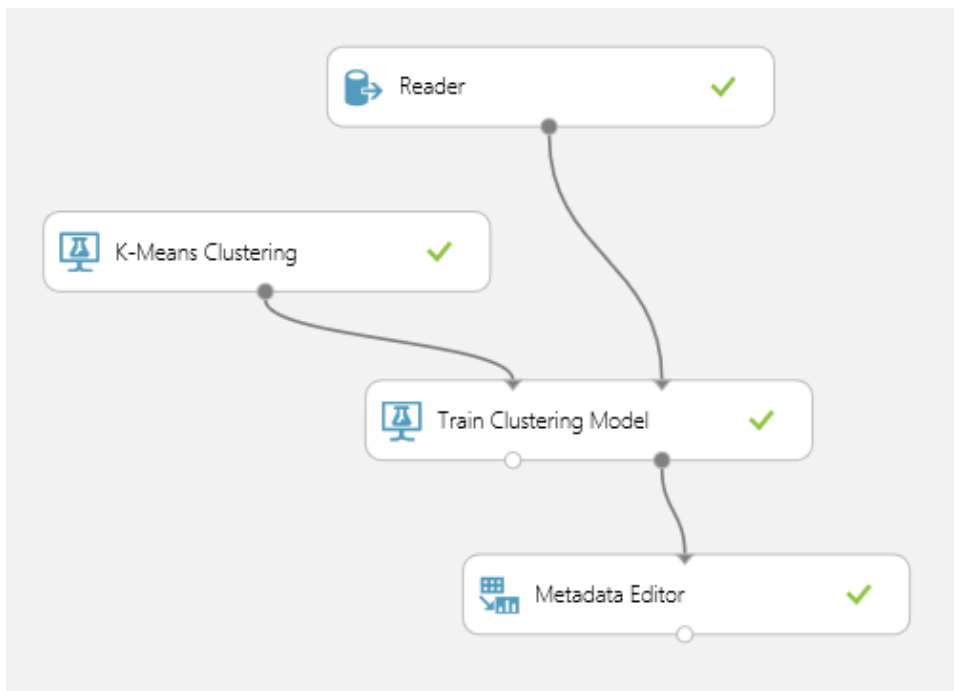 Reader
K-Means Clustering
Train Clustering Model
Metadata Editor